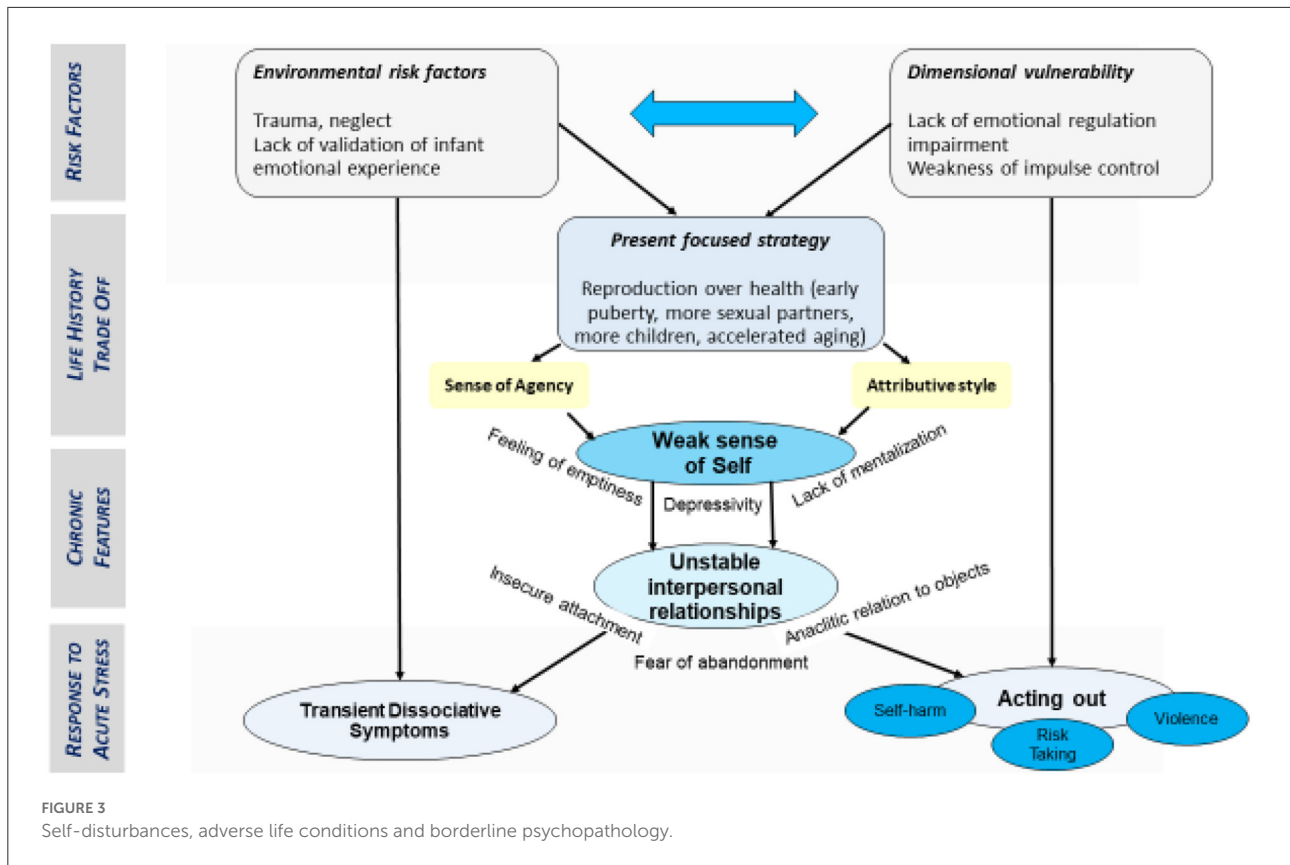 RISK FACTORS
Environmental risk factors
Trauma, neglect
Lack of validation of infant
emotional experience
Dimensional vulnerability
Lack of emotional regulation
impairment
Weakness of impulse control
LIFE HISTORY
TRADE OFF
Present focused strategy
Reproduction over health (early
puberty, more sexual partners,
more children, accelerated aging)
Sense of Agency
Attributive style
CHRONIC
FEATURES
Weak sense
of Self
Feeling of emptiness
Depressivity
Lack of mentalization
Unstable
interpersonal
relationships
Insecure attachment
Anaclitic relation to objects
Fear of abandonment
RESPONSE TO
ACUTE STRESS
Transient Dissociative
Symptoms
Acting out
Self-harm
Risk
Taking
Violence
FIGURE 3
Self-disturbances, adverse life conditions and borderline psychopathology.